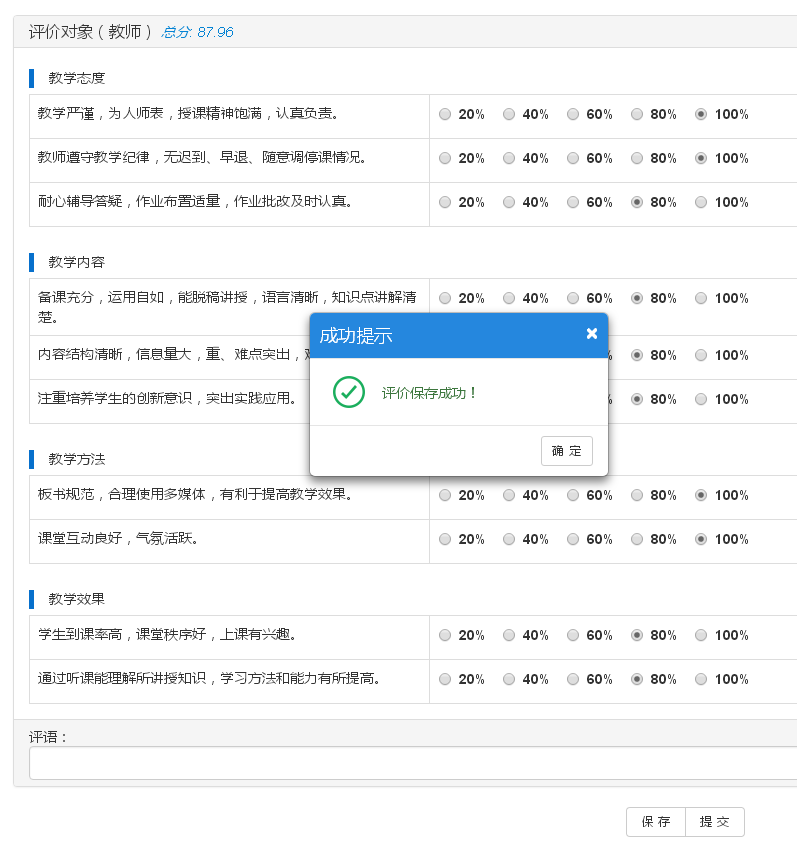 评价对象（教师） 总分: 87.96
教学态度
教学严谨，为人师表，授课精神饱满，认真负责。 20% 40% 60% 80% 100%
教师遵守教学纪律，无迟到、早退、随意调停课情况。 20% 40% 60% 80% 100%
耐心辅导答疑，作业布置适量，作业批改及时认真。 20% 40% 60% 80% 100%
教学内容
备课充分，运用自如，能脱稿讲授，语言清晰，知识点讲解清 20% 40% 60% 80% 100%
楚。
成功提示
内容结构清晰，信息量大，重、难点突出， 80% 100%
评价保存成功！
注重培养学生的创新意识，突出实践应用。 80% 100%
确 定
教学方法
板书规范，合理使用多媒体，有利于提高教学效果。 20% 40% 60% 80% 100%
课堂互动良好，气氛活跃。 20% 40% 60% 80% 100%
教学效果
学生到课率高，课堂秩序好，上课有兴趣。 20% 40% 60% 80% 100%
通过听课能理解所讲授知识，学习方法和能力有所提高。 20% 40% 60% 80% 100%
评语：
保 存 提 交